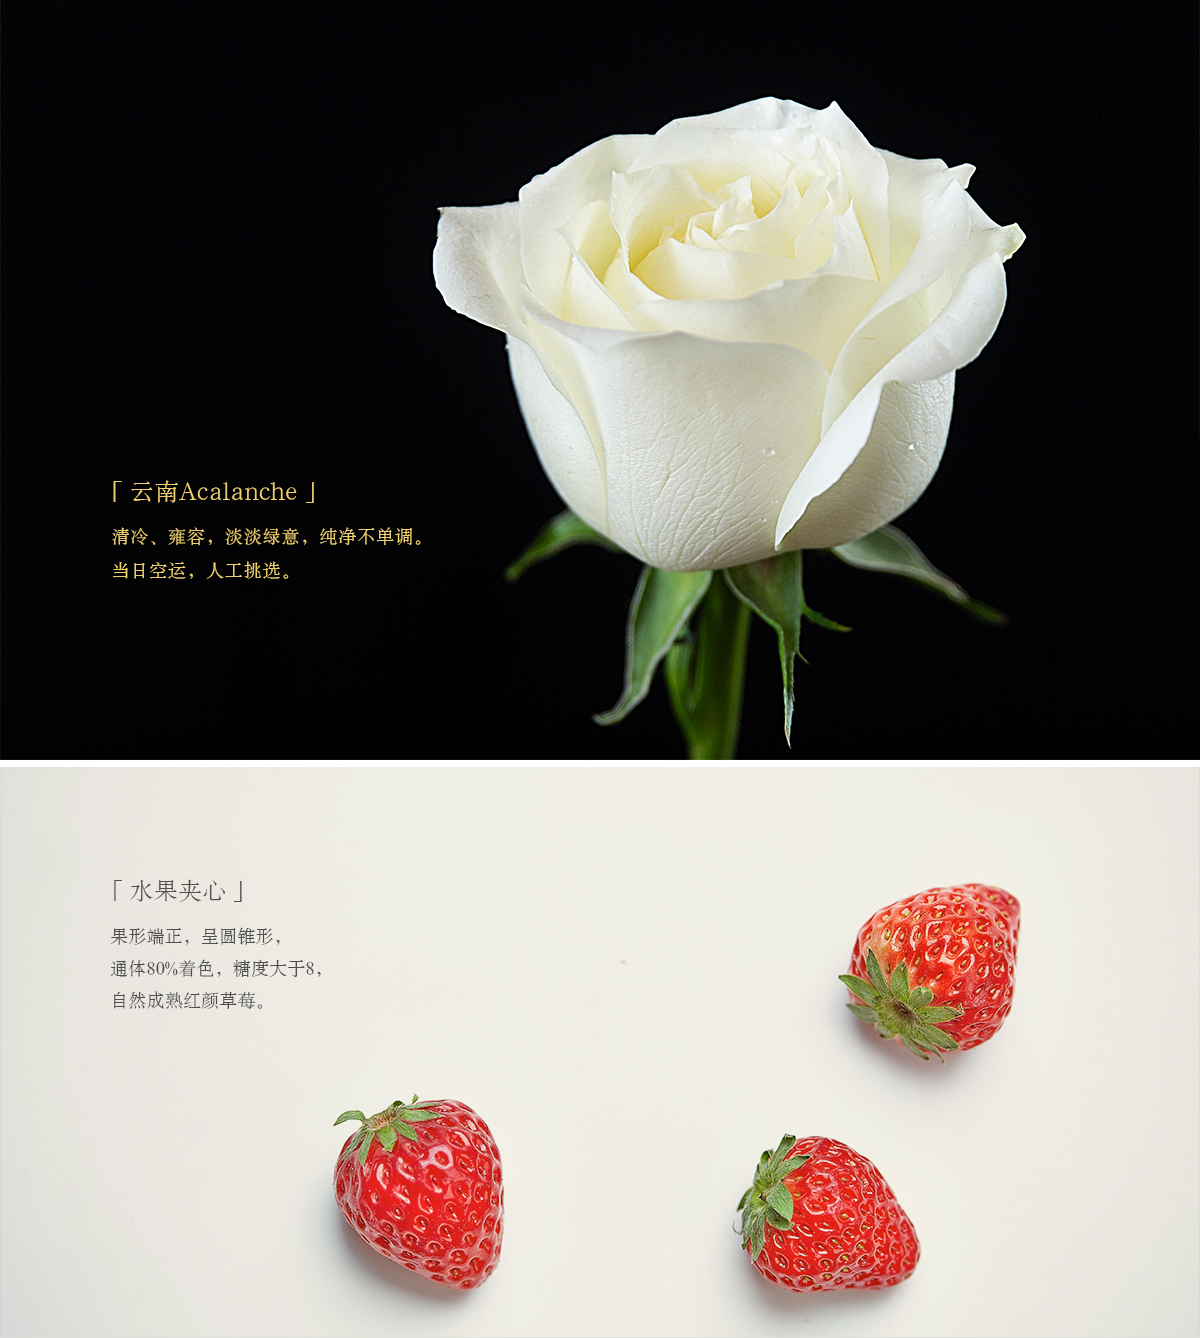 「 云南Acalanche 」
清冷、雍容，淡淡绿意，纯净不单调。
当日空运，人工挑选。
「 水果夹心 」
果形端正，呈圆锥形，
通体80%着色，糖度大于8，
自然成熟红颜草莓。